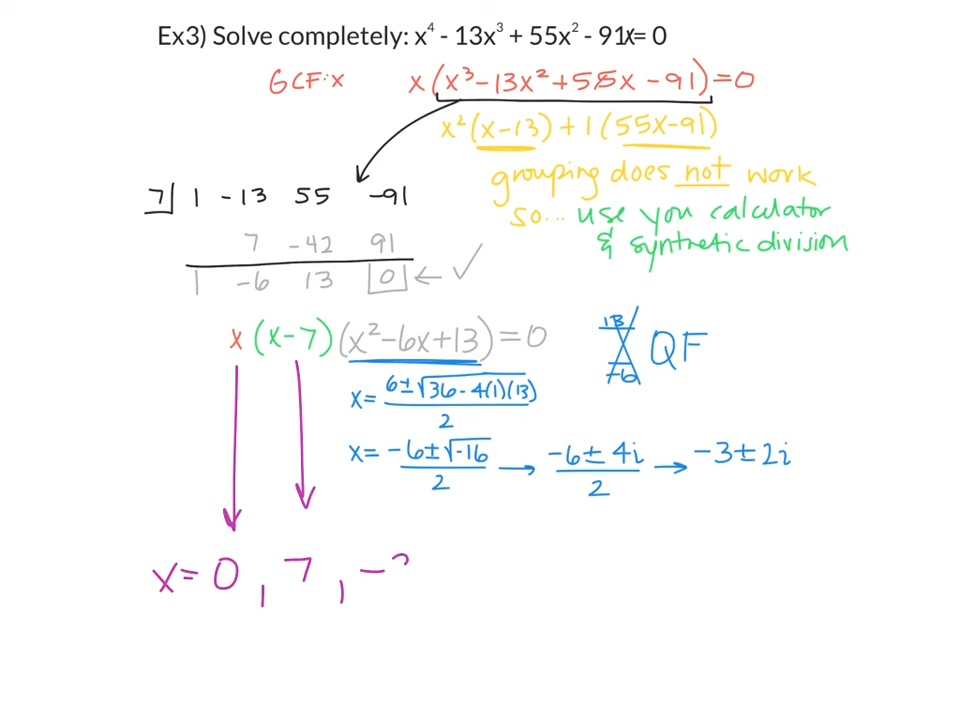 Ex3) Solve completely: x⁴ - 13x³ + 55x² - 91x = 0
GCF: x x(x³ - 13x² + 55x - 91) = 0
x²(x - 13) + 1(55x - 91)
grouping does not work
so... use you calculator
& synthetic division
7| 1 -13 55 -91
7 -42 91
1 -6 13 0 ← ✓
x(x - 7)(x² - 6x + 13) = 0
13
-6
QF
x = 6 ± √36 - 4(1)(13) / 2
x = -6 ± √-16 / 2 → -6 ± 4i / 2 → -3 ± 2i
x = 0, 7, -